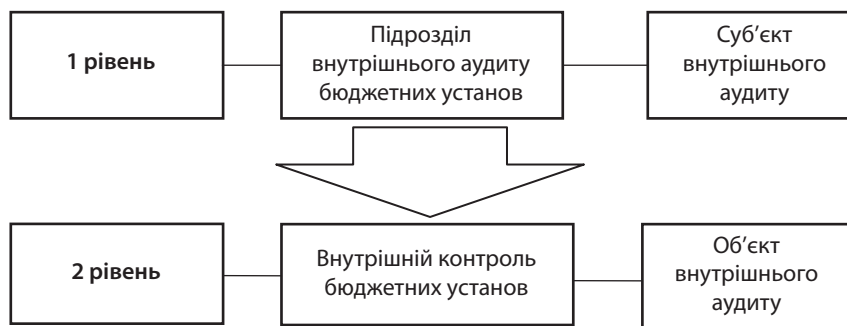 1 рівень
Підрозділ
внутрішнього аудиту
бюджетних установ
Суб’єкт
внутрішнього
аудиту
2 рівень
Внутрішній контроль
бюджетних установ
Об’єкт
внутрішнього
аудиту